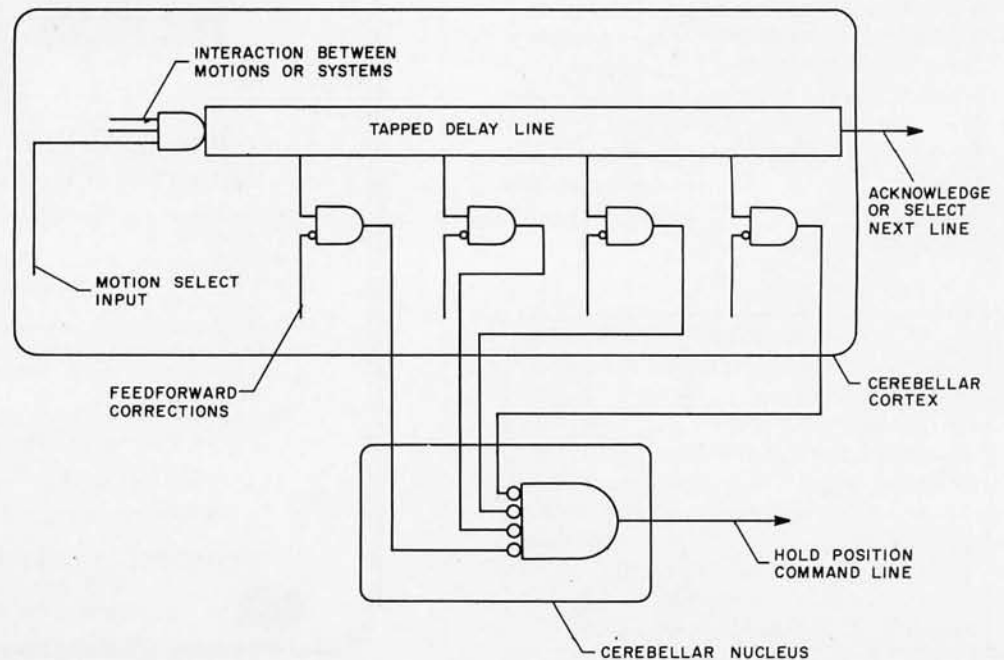 INTERACTION BETWEEN
MOTIONS OR SYSTEMS
TAPPED DELAY LINE
ACKNOWLEDGE
OR SELECT
NEXT LINE
MOTION SELECT
INPUT
FEEDFORWARD
CORRECTIONS
CEREBELLAR
CORTEX
HOLD POSITION
COMMAND LINE
CEREBELLAR NUCLEUS